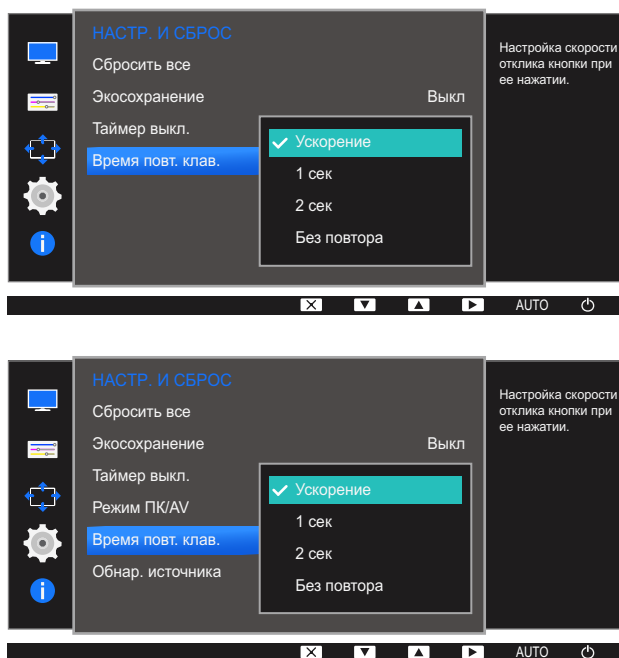 НАСТР. И СБРОС
Сбросить все
Экосохранение Выкл
Таймер выкл.
Время повт. клав.
Ускорение
1 сек
2 сек
Без повтора
Настройка скорости
отклика кнопки при
ее нажатии.
AUTO
НАСТР. И СБРОС
Сбросить все
Экосохранение Выкл
Таймер выкл.
Режим ПК/AV
Время повт. клав.
Обнар. источника
Ускорение
1 сек
2 сек
Без повтора
Настройка скорости
отклика кнопки при
ее нажатии.
AUTO